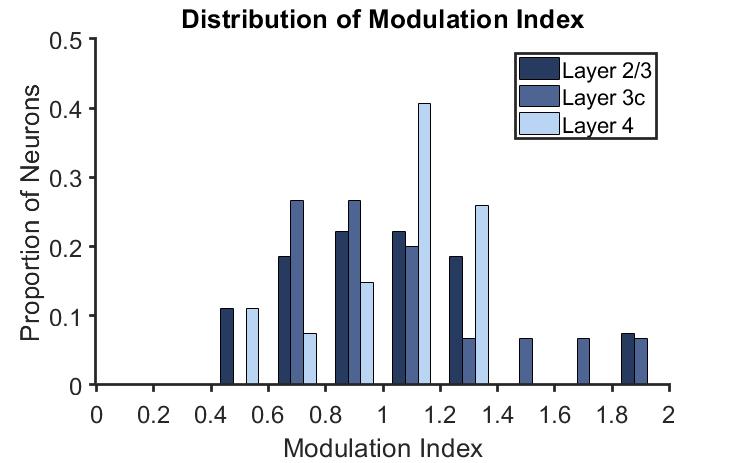 Distribution of Modulation Index
0.5
0.4
0.3
0.2
0.1
0
Proportion of Neurons
Layer 2/3
Layer 3c
Layer 4
0 0.2 0.4 0.6 0.8 1 1.2 1.4 1.6 1.8 2
Modulation Index